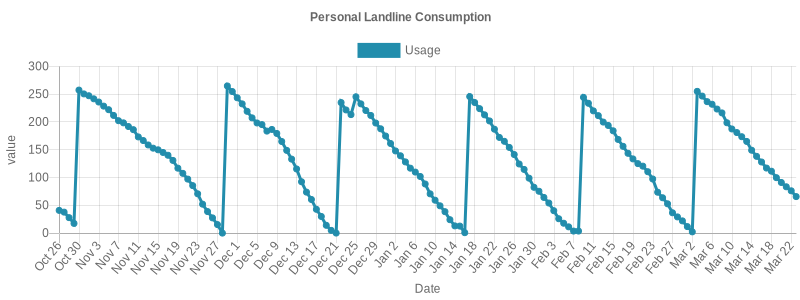 Personal Landline Consumption
Usage
value
300
250
200
150
100
50
0
Oct 26
Oct 30
Nov 3
Nov 7
Nov 11
Nov 15
Nov 19
Nov 23
Nov 27
Dec 1
Dec 5
Dec 9
Dec 13
Dec 17
Dec 21
Dec 25
Dec 29
Jan 2
Jan 6
Jan 10
Jan 14
Jan 18
Jan 22
Jan 26
Jan 30
Feb 3
Feb 7
Feb 11
Feb 15
Feb 19
Feb 23
Feb 27
Mar 2
Mar 6
Mar 10
Mar 14
Mar 18
Mar 22
Date